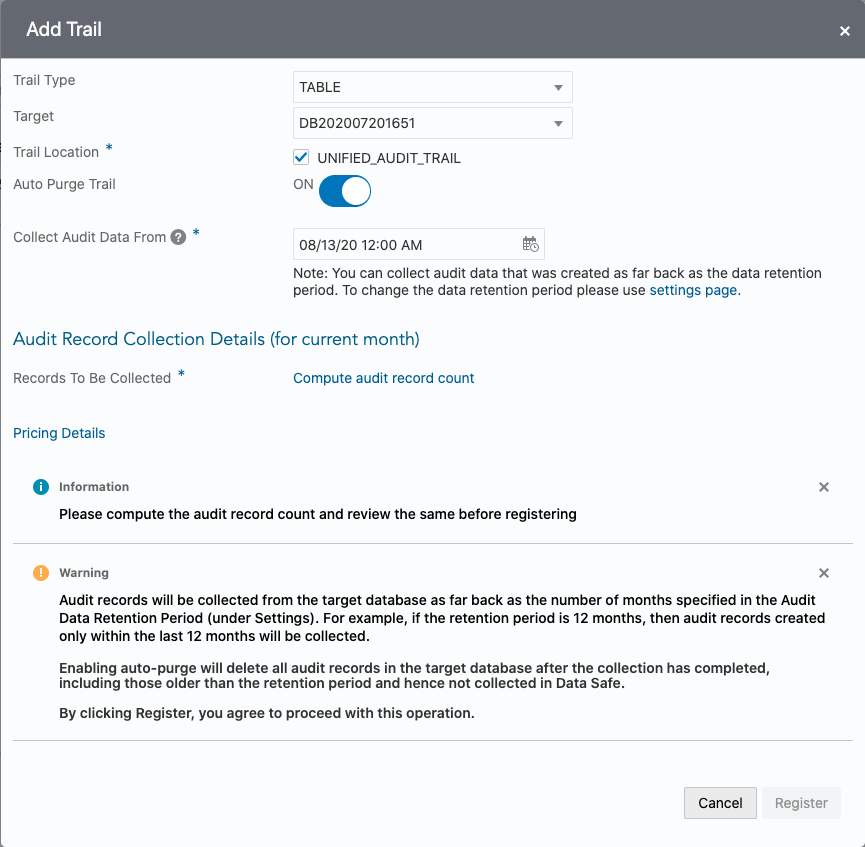 Add Trail
Trail Type
TABLE
Target
DB202007201651
Trail Location *
UNIFIED_AUDIT_TRAIL
Auto Purge Trail
ON
Collect Audit Data From ? *
08/13/20 12:00 AM
Note: You can collect audit data that was created as far back as the data retention
period. To change the data retention period please use settings page.
Audit Record Collection Details (for current month)
Records To Be Collected *
Compute audit record count
Pricing Details
Information
Please compute the audit record count and review the same before registering
Warning
Audit records will be collected from the target database as far back as the number of months specified in the Audit
Data Retention Period (under Settings). For example, if the retention period is 12 months, then audit records created
only within the last 12 months will be collected.
Enabling auto-purge will delete all audit records in the target database after the collection has completed,
including those older than the retention period and hence not collected in Data Safe.
By clicking Register, you agree to proceed with this operation.
Cancel
Register